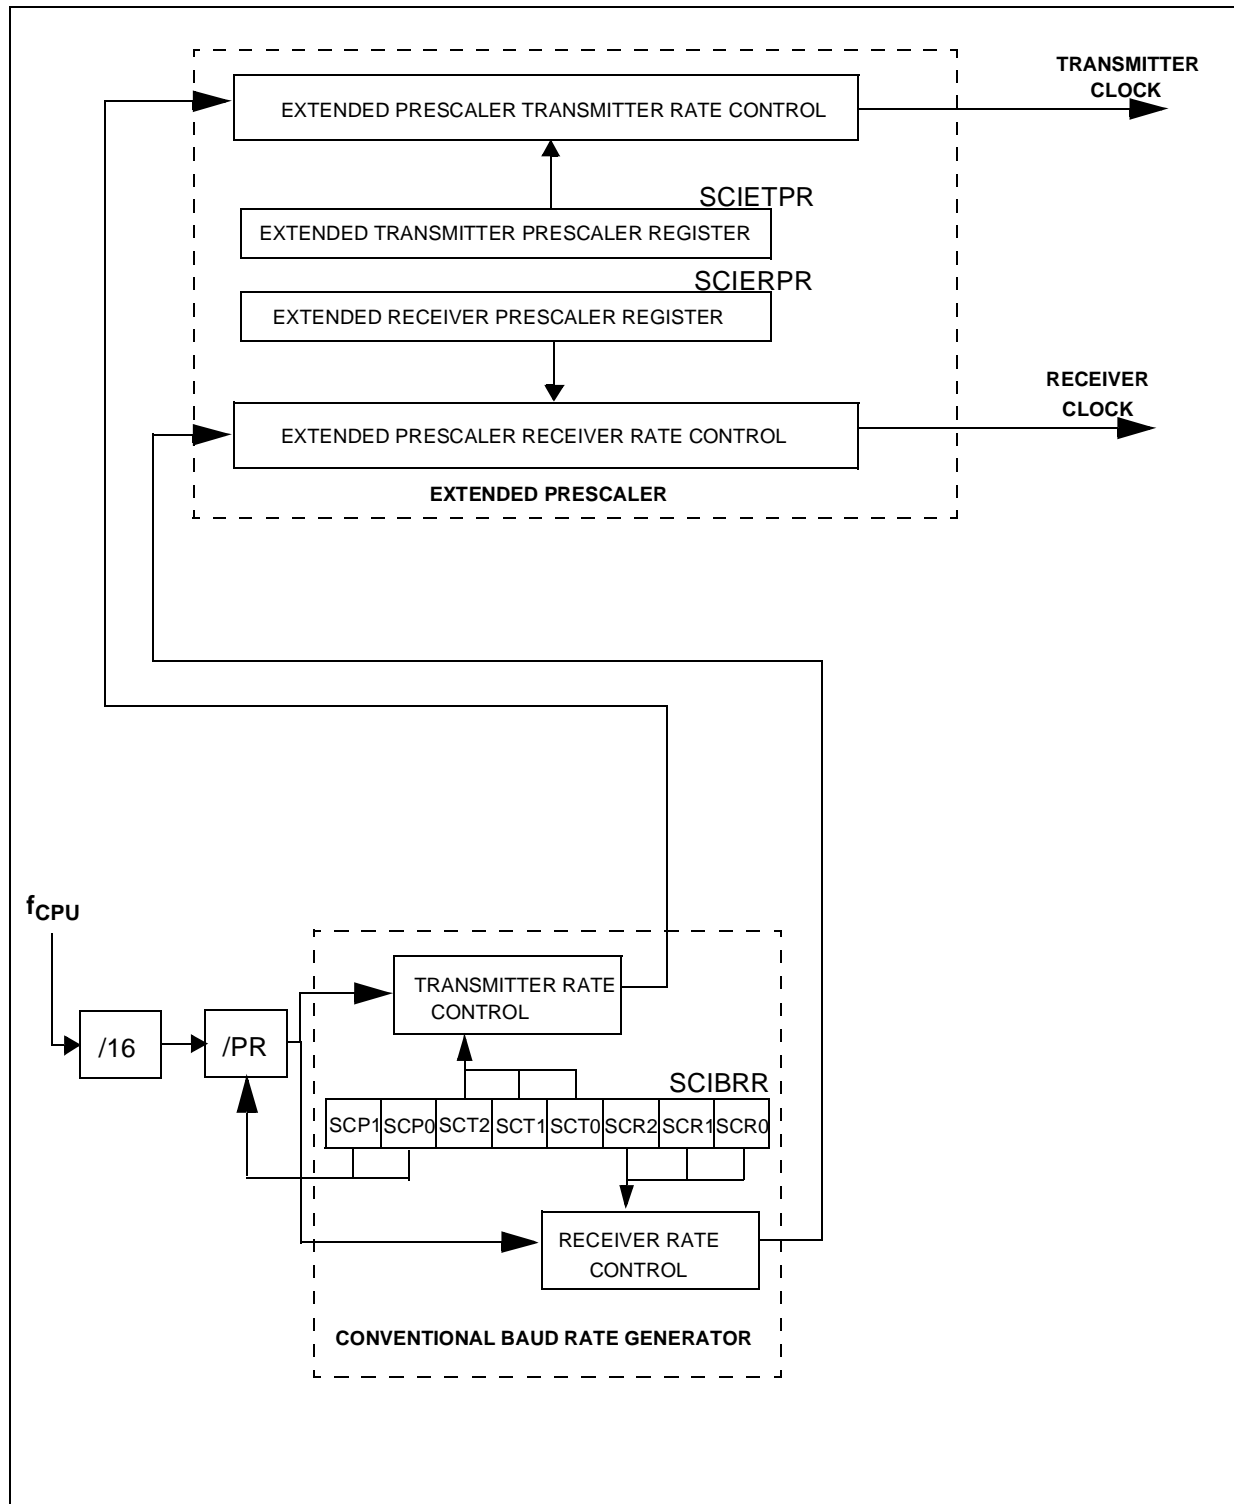 TRANSMITTER
CLOCK
EXTENDED PRESCALER TRANSMITTER RATE CONTROL
SCIETPR
EXTENDED TRANSMITTER PRESCALER REGISTER
SCIERPR
EXTENDED RECEIVER PRESCALER REGISTER
RECEIVER
CLOCK
EXTENDED PRESCALER RECEIVER RATE CONTROL
EXTENDED PRESCALER
fCPU
TRANSMITTER RATE
CONTROL
/16
/PR
SCIBRR
SCP1 SCP0 SCT2 SCT1 SCT0 SCR2 SCR1 SCR0
RECEIVER RATE
CONTROL
CONVENTIONAL BAUD RATE GENERATOR